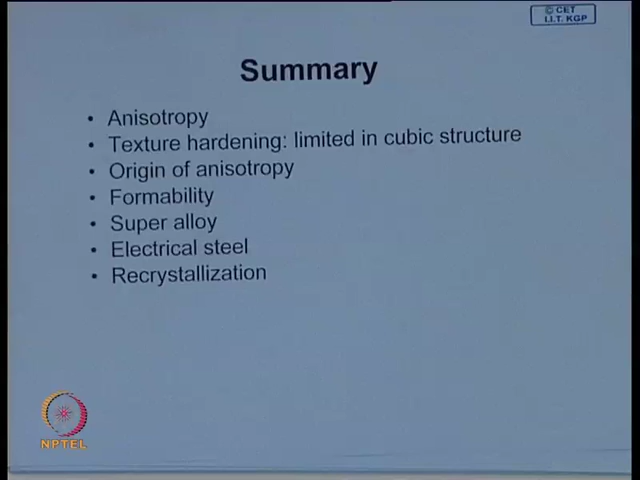 © CET
I.I.T. KGP
Summary
• Anisotropy
• Texture hardening: limited in cubic structure
• Origin of anisotropy
• Formability
• Super alloy
• Electrical steel
• Recrystallization
NPTEL